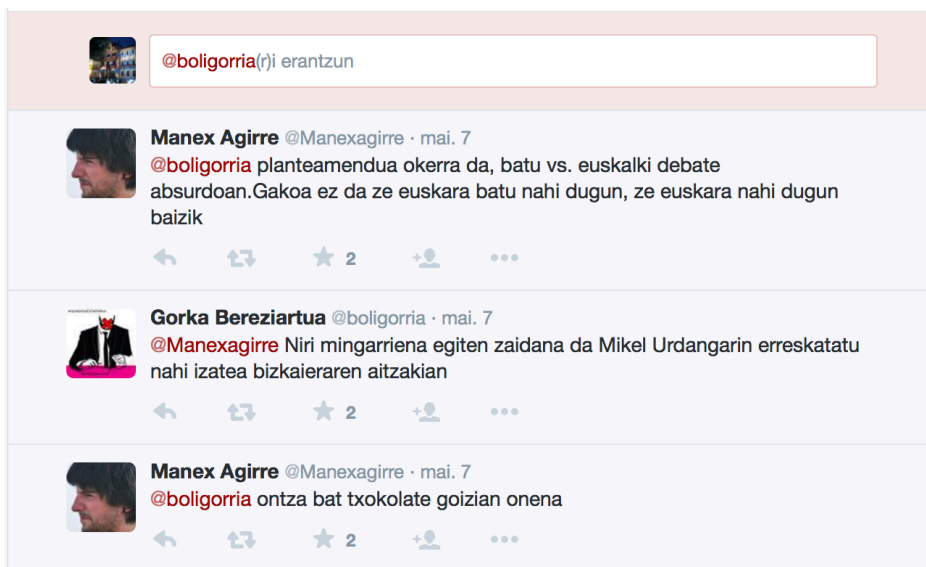 @boligorria(r)i erantzun
Manex Agirre @Manexagirre · mai. 7
@boligorria planteamendua okerra da, batu vs. euskalki debate
absurdoan.Gakoa ez da ze euskara batu nahi dugun, ze euskara nahi dugun
baizik
2
Gorka Bereziartua @boligorria · mai. 7
@Manexagirre Niri mingarriena egiten zaidana da Mikel Urdangarin erreskatatu
nahi izatea bizkaieraren aitzakian
2
Manex Agirre @Manexagirre · mai. 7
@boligorria ontza bat txokolate goizian onena
2